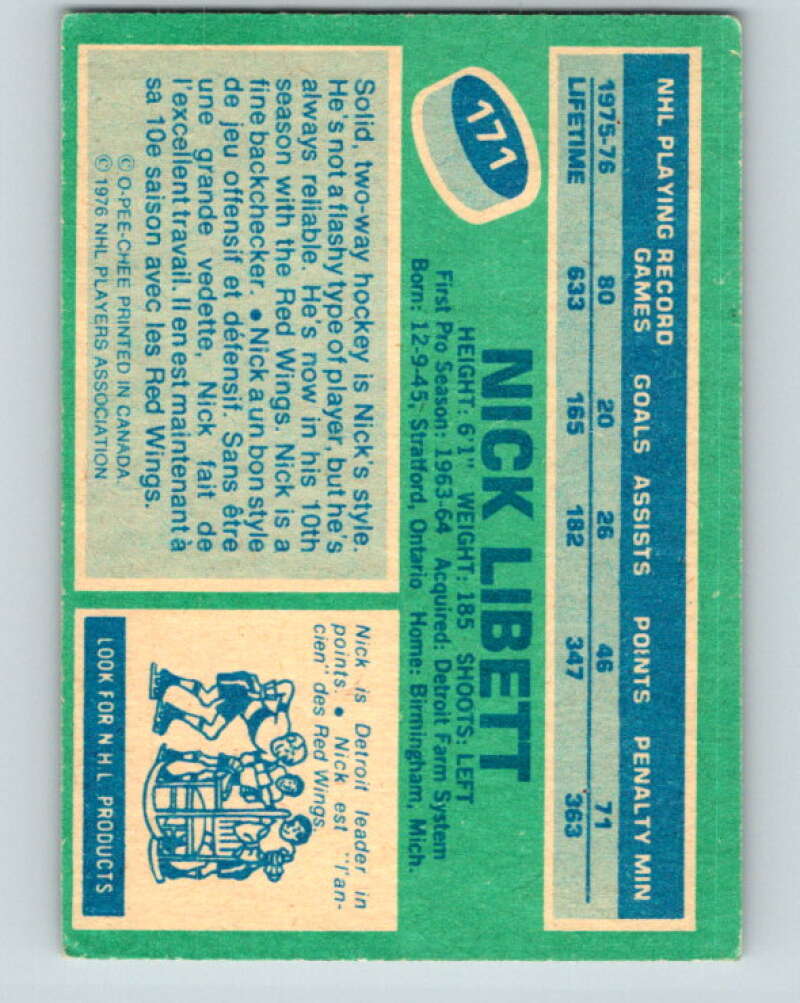 NHL PLAYING RECORD
GAMES GOALS ASSISTS POINTS PENALTY MIN
1975-76 80 20 26 46 71
LIFETIME 633 165 182 347 363
171
NICK LIBETT
HEIGHT: 6'1" WEIGHT: 185 SHOOTS: LEFT
First Pro Season: 1963-64 Acquired: Detroit Farm System
Born: 12-9-45, Stratford, Ontario Home: Birmingham, Mich.
Solid, two-way hockey is Nick's style.
He's not a flashy type of player, but he's
always reliable. He's now in his 10th
season with the Red Wings. Nick is a
fine backchecker. • Nick a un bon style
de jeu offensif et défensif. Sans être
une grande vedette, Nick fait de
l'excellent travail. Il en est maintenant à
sa 10e saison avec les Red Wings.
© O-PEE-CHEE PRINTED IN CANADA.
© 1976 NHL PLAYERS ASSOCIATION
Nick is Detroit leader in
points. • Nick est "l'an-
cien" des Red Wings.
LOOK FOR NHL PRODUCTS